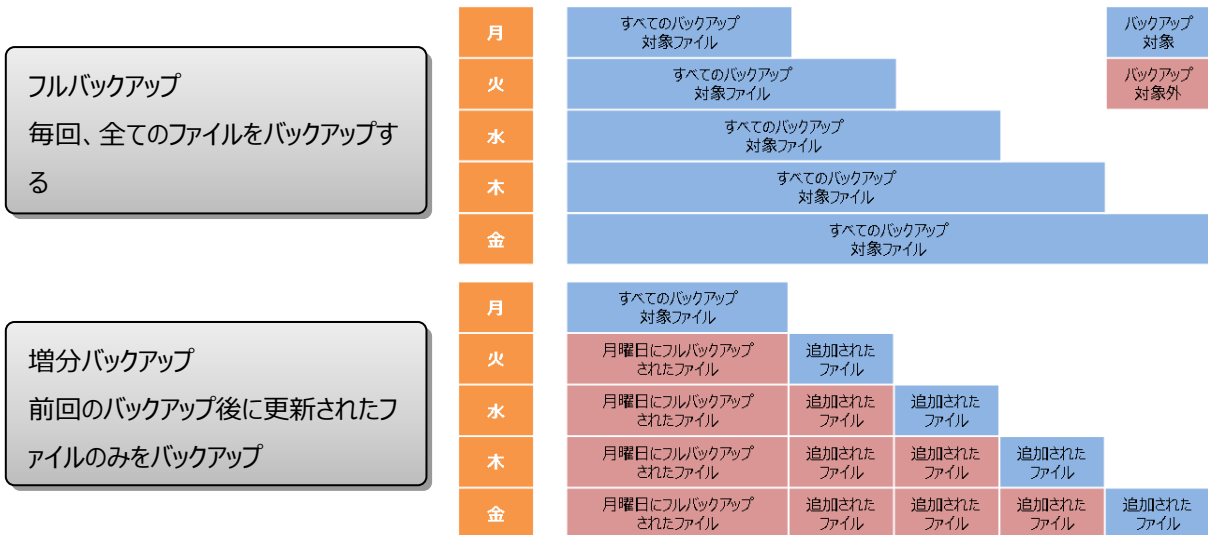 フルバックアップ
毎回、全てのファイルをバックアップす
る
月
すべてのバックアップ
対象ファイル
バックアップ
対象
火
すべてのバックアップ
対象ファイル
バックアップ
対象外
水
すべてのバックアップ
対象ファイル
木
すべてのバックアップ
対象ファイル
金
すべてのバックアップ
対象ファイル
増分バックアップ
前回のバックアップ後に更新されたフ
ァイルのみをバックアップ
月
すべてのバックアップ
対象ファイル
火
月曜日にフルバックアップ
されたファイル
追加された
ファイル
水
月曜日にフルバックアップ
されたファイル
追加された
ファイル
追加された
ファイル
木
月曜日にフルバックアップ
されたファイル
追加された
ファイル
追加された
ファイル
追加された
ファイル
金
月曜日にフルバックアップ
されたファイル
追加された
ファイル
追加された
ファイル
追加された
ファイル
追加された
ファイル